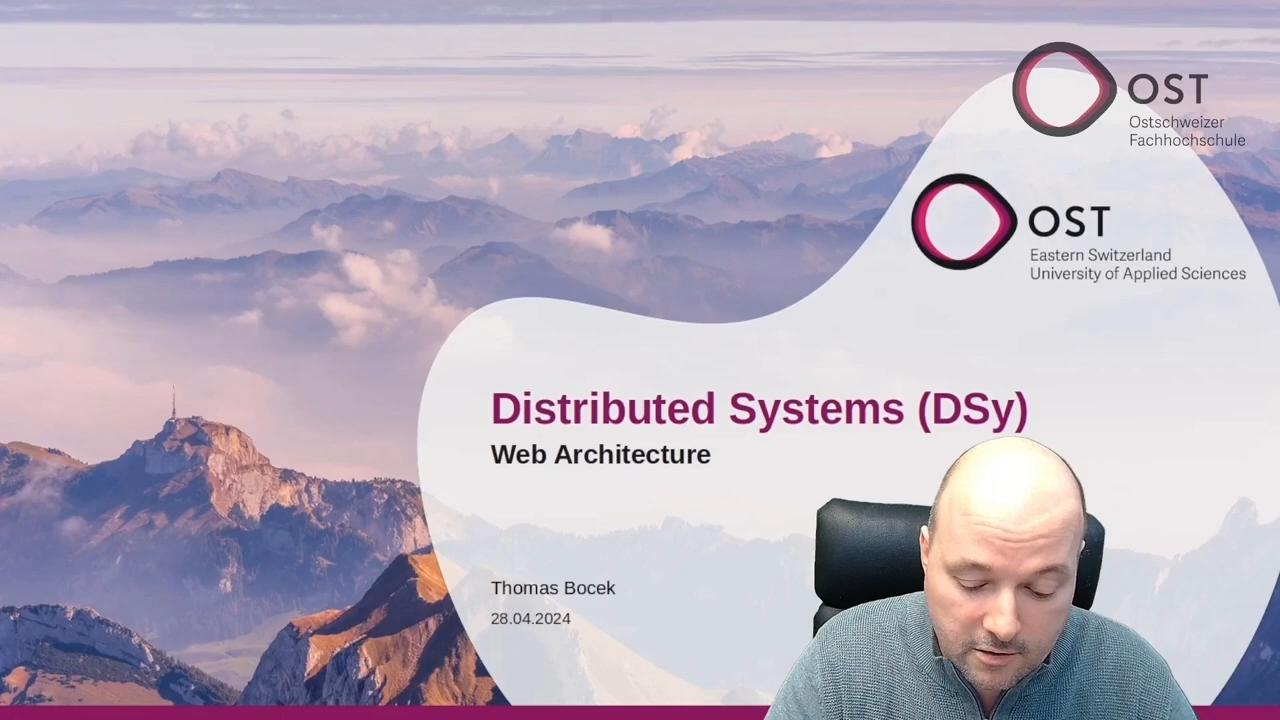 OST
Ostschweizer
Fachhochschule
OST
Eastern Switzerland
University of Applied Sciences
Distributed Systems (DSy)
Web Architecture
Thomas Bocek
28.04.2024